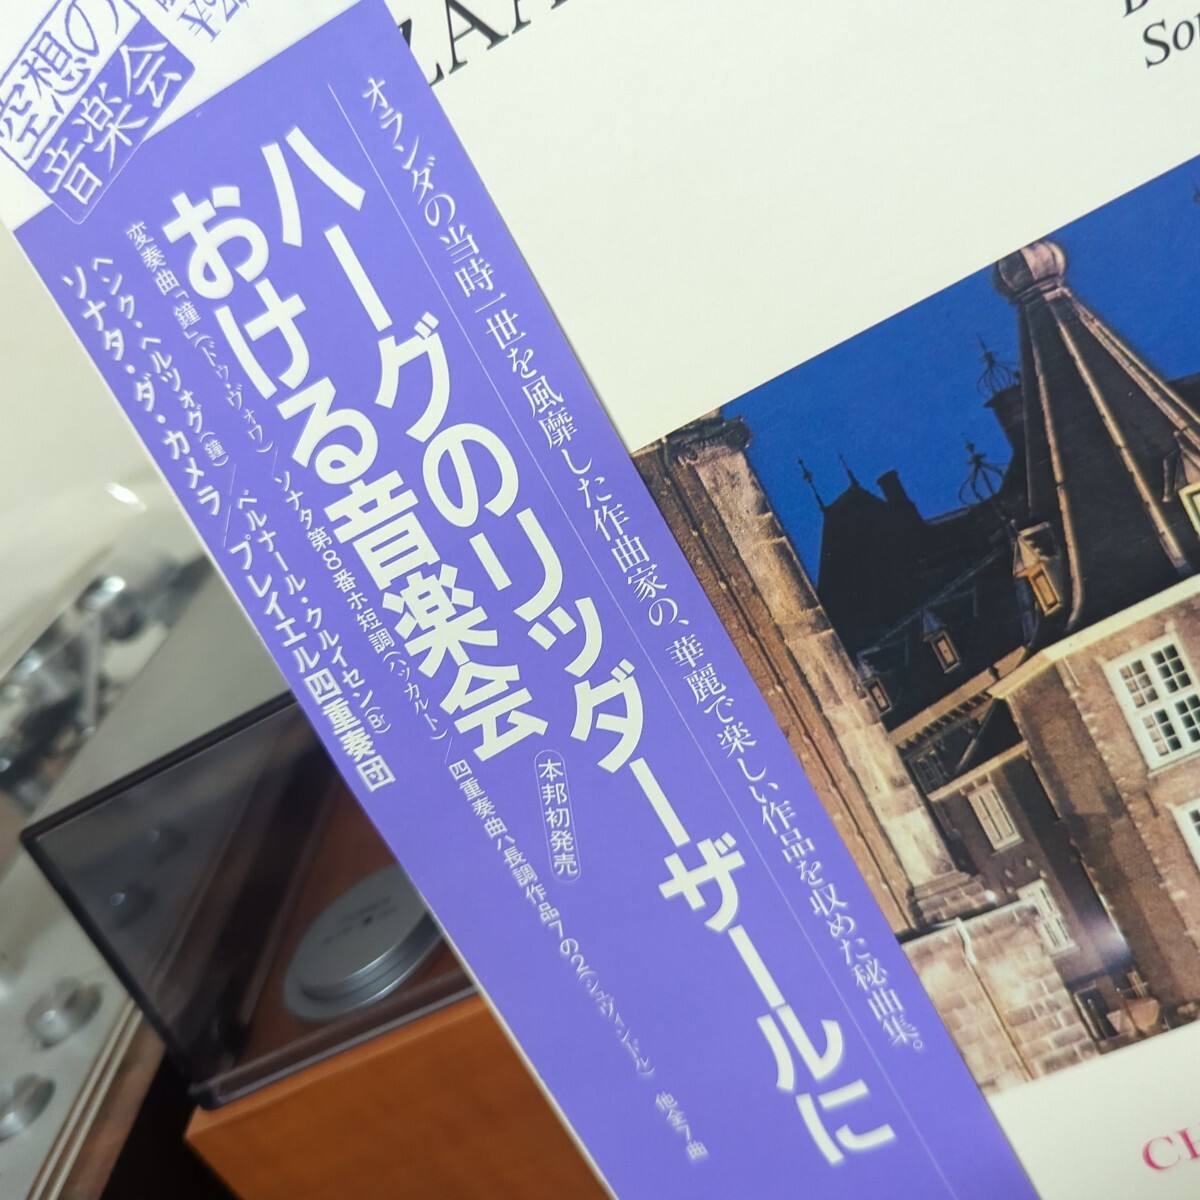 空想の
音楽会
オランダの当時一世を風靡した作曲家の、華麗で楽しい作品を収めた秘曲集。
ハーグのリッダーザールに
おける音楽会
本邦初発売
変奏曲「鐘」(ドゥ・ヴォワ)/ソナタ第8番ホ短調(ハッカルト)/四重奏曲ハ長調作品7の2(シュヴィンドル) 他全7曲
ヘンク・ヘルツォグ(鐘)/ベルナール・クルイセン(Br)
ソナタ・ダ・カメラ/プレイエル四重奏団
ZAA
So
CH